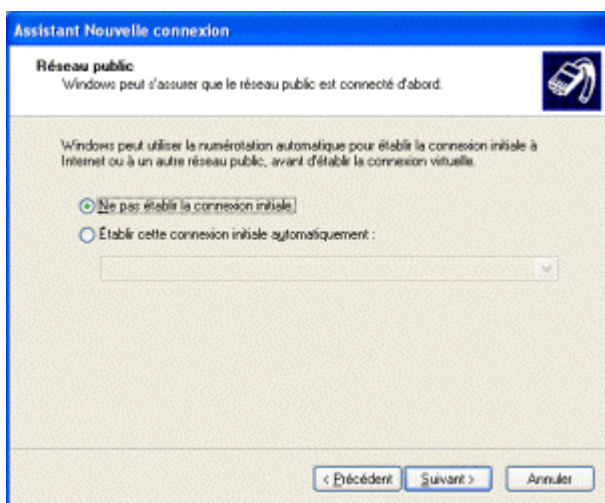 Assistant Nouvelle connexion
Réseau public
Windows peut s'assurer que le réseau public est connecté d'abord.
Windows peut utiliser la numérotation automatique pour établir la connexion initiale à
Internet ou à un autre réseau public, avant d'établir la connexion virtuelle.
Ne pas établir la connexion initiale.
Établir cette connexion initiale automatiquement :
< Précédent
Suivant >
Annuler